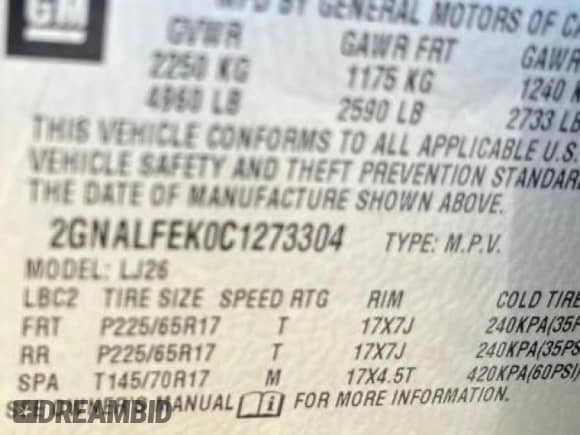 GM
MFD BY GENERAL MOTORS OF CA
GVWR GAWR FRT GAWR
2250 KG 1175 KG 1240 K
4960 LB 2590 LB 2733 LB
THIS VEHICLE CONFORMS TO ALL APPLICABLE U.S.
VEHICLE SAFETY AND THEFT PREVENTION STANDAR
THE DATE OF MANUFACTURE SHOWN ABOVE.
2GNALFEK0C1273304 TYPE: M.P.V.
MODEL: LJ26
LBC2 TIRE SIZE SPEED RTG RIM COLD TIRE
FRT P225/65R17 T 17X7J 240KPA(35P
RR P225/65R17 T 17X7J 240KPA(35PS
SPA T145/70R17 M 17X4.5T 420KPA(60PSI)
SEE OWNER'S MANUAL FOR MORE INFORMATION.
DREAMBID